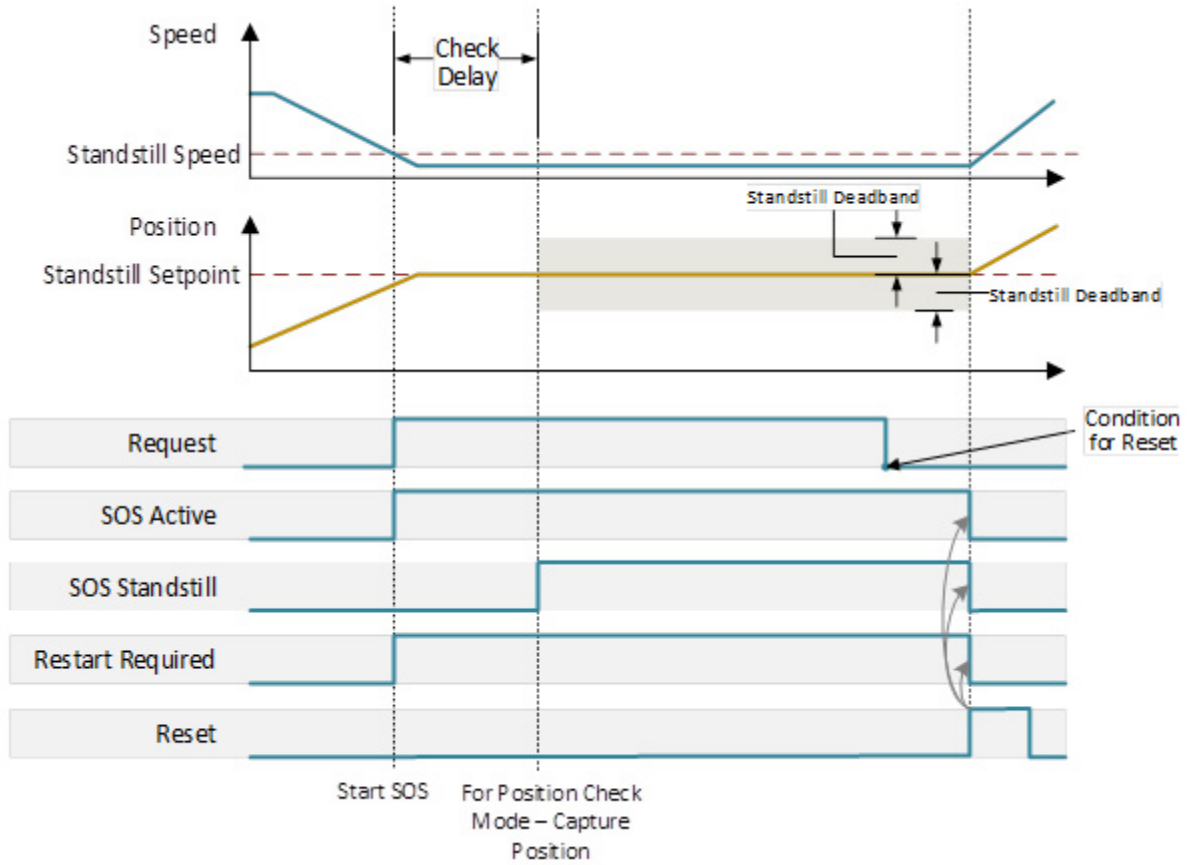 Speed
Check
Delay
Standstill Speed
Standstill Deadband
Position
Standstill Setpoint
Standstill Deadband
Condition
for Reset
Request
SOS Active
SOS Standstill
Restart Required
Reset
Start SOS
For Position Check
Mode – Capture
Position